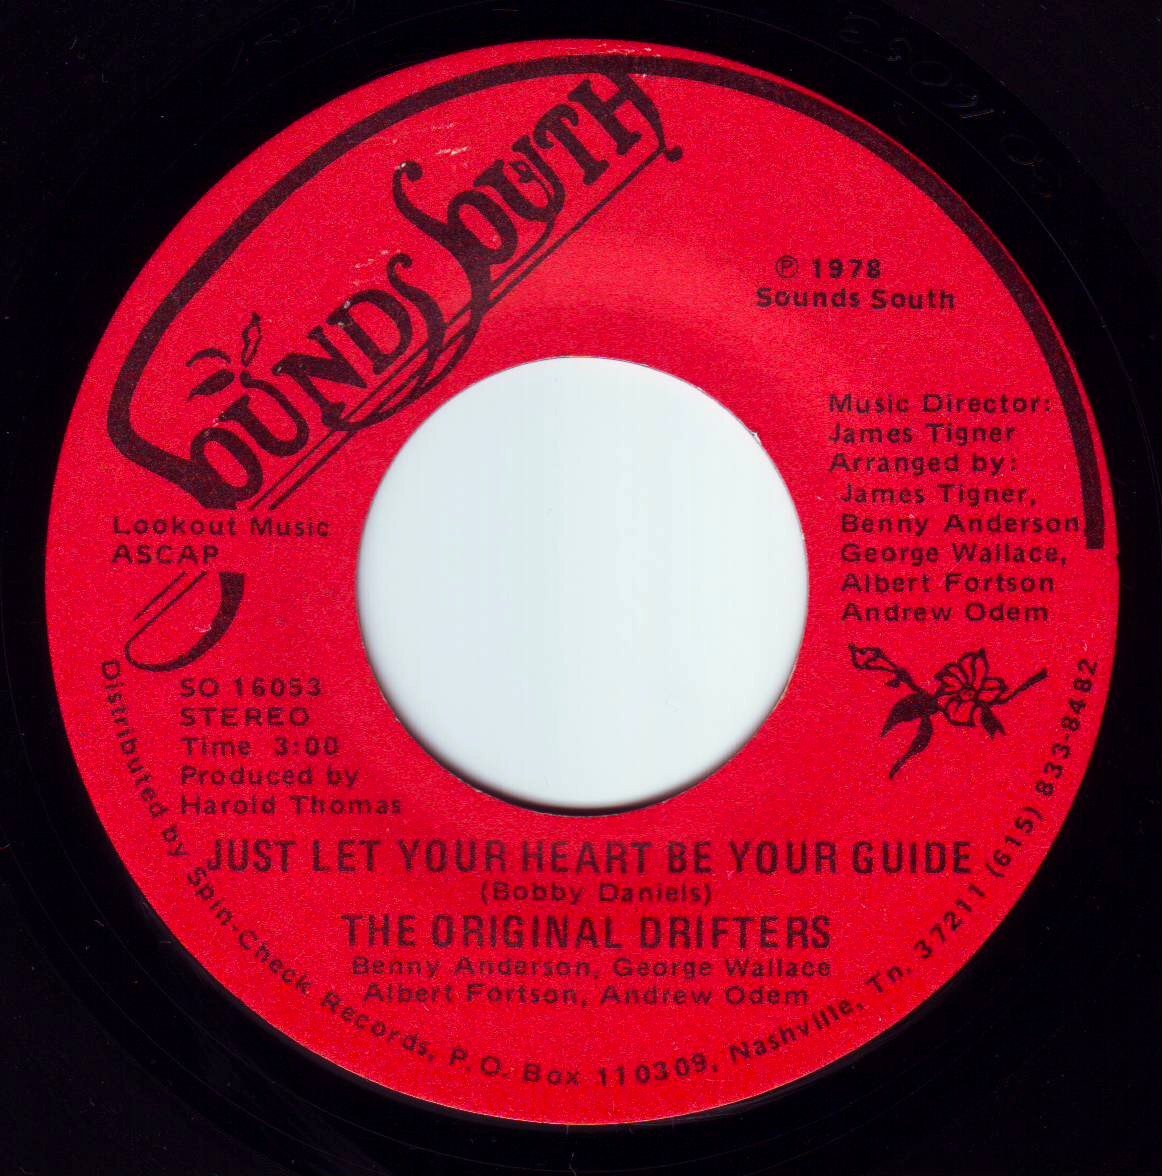 SOUNDS SOUTH
℗ 1978
Sounds South
Music Director:
James Tigner
Arranged by:
James Tigner,
Benny Anderson,
George Wallace,
Albert Fortson
Andrew Odem
Lookout Music
ASCAP
SO 16053
STEREO
Time 3:00
Produced by
Harold Thomas
JUST LET YOUR HEART BE YOUR GUIDE
(Bobby Daniels)
THE ORIGINAL DRIFTERS
Benny Anderson, George Wallace
Albert Fortson, Andrew Odem
Distributed by Spin-Check Records, P.O. Box 110309, Nashville, Tn. 37211 (615) 833-8482